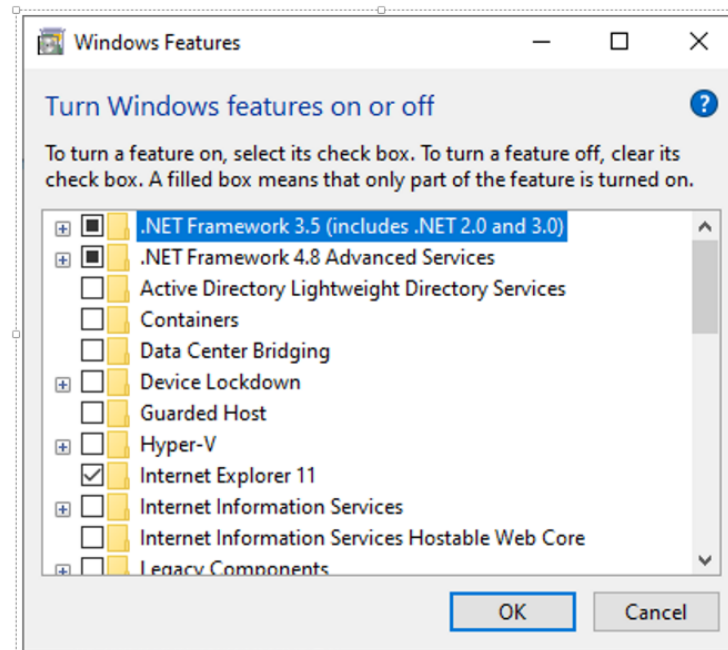 Windows Features
Turn Windows features on or off
?
To turn a feature on, select its check box. To turn a feature off, clear its
check box. A filled box means that only part of the feature is turned on.
.NET Framework 3.5 (includes .NET 2.0 and 3.0)
.NET Framework 4.8 Advanced Services
Active Directory Lightweight Directory Services
Containers
Data Center Bridging
Device Lockdown
Guarded Host
Hyper-V
Internet Explorer 11
Internet Information Services
Internet Information Services Hostable Web Core
Legacy Components
OK Cancel